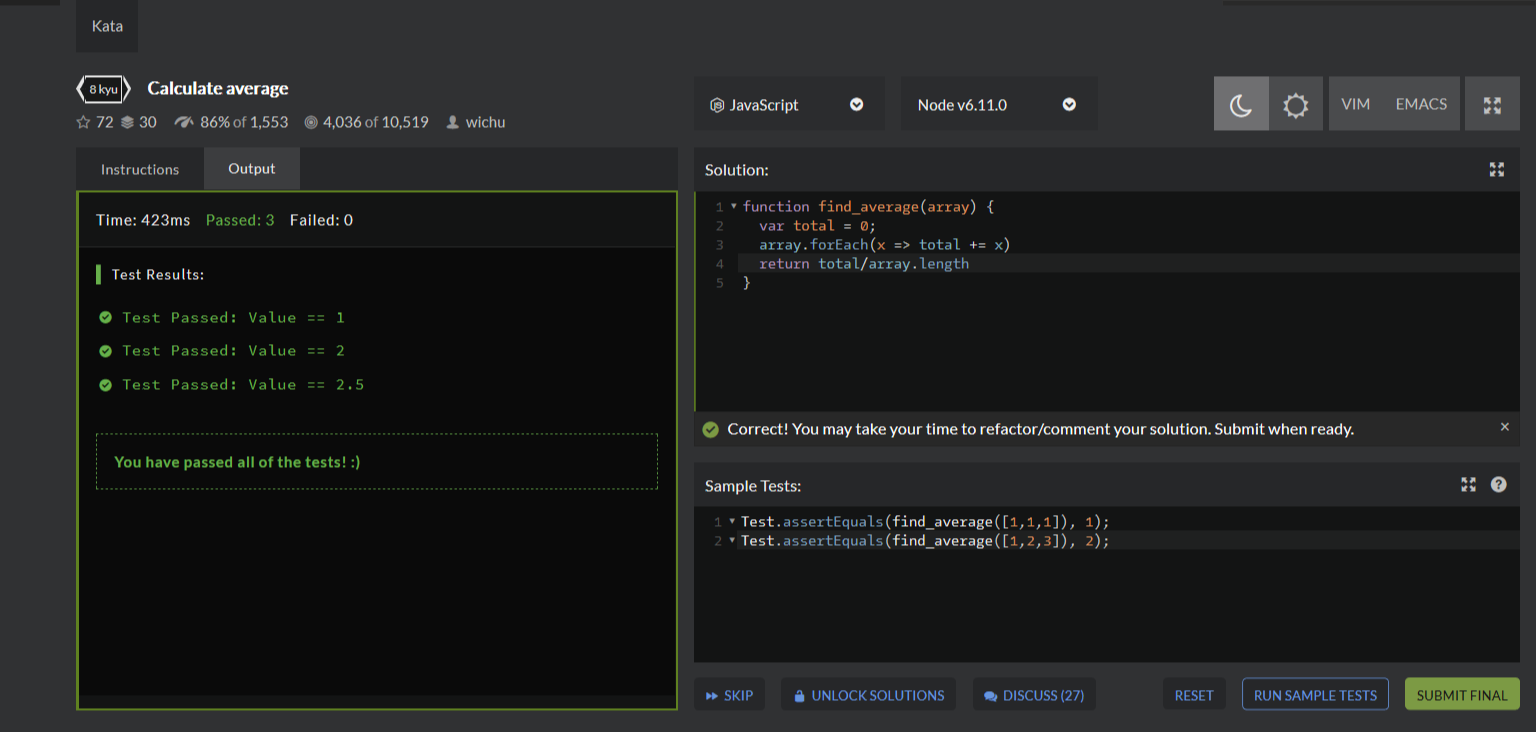 Kata
8 kyu Calculate average
72 30 86% of 1,553 4,036 of 10,519 wichu
Instructions Output
Time: 423ms Passed: 3 Failed: 0
Test Results:
Test Passed: Value == 1
Test Passed: Value == 2
Test Passed: Value == 2.5
You have passed all of the tests! :)
JavaScript Node v6.11.0 VIM EMACS
Solution:
1 function find_average(array) {
2 var total = 0;
3 array.forEach(x => total += x)
4 return total/array.length
5 }
Correct! You may take your time to refactor/comment your solution. Submit when ready. ×
Sample Tests: ?
1 Test.assertEquals(find_average([1,1,1]), 1);
2 Test.assertEquals(find_average([1,2,3]), 2);
SKIP UNLOCK SOLUTIONS DISCUSS (27) RESET RUN SAMPLE TESTS SUBMIT FINAL